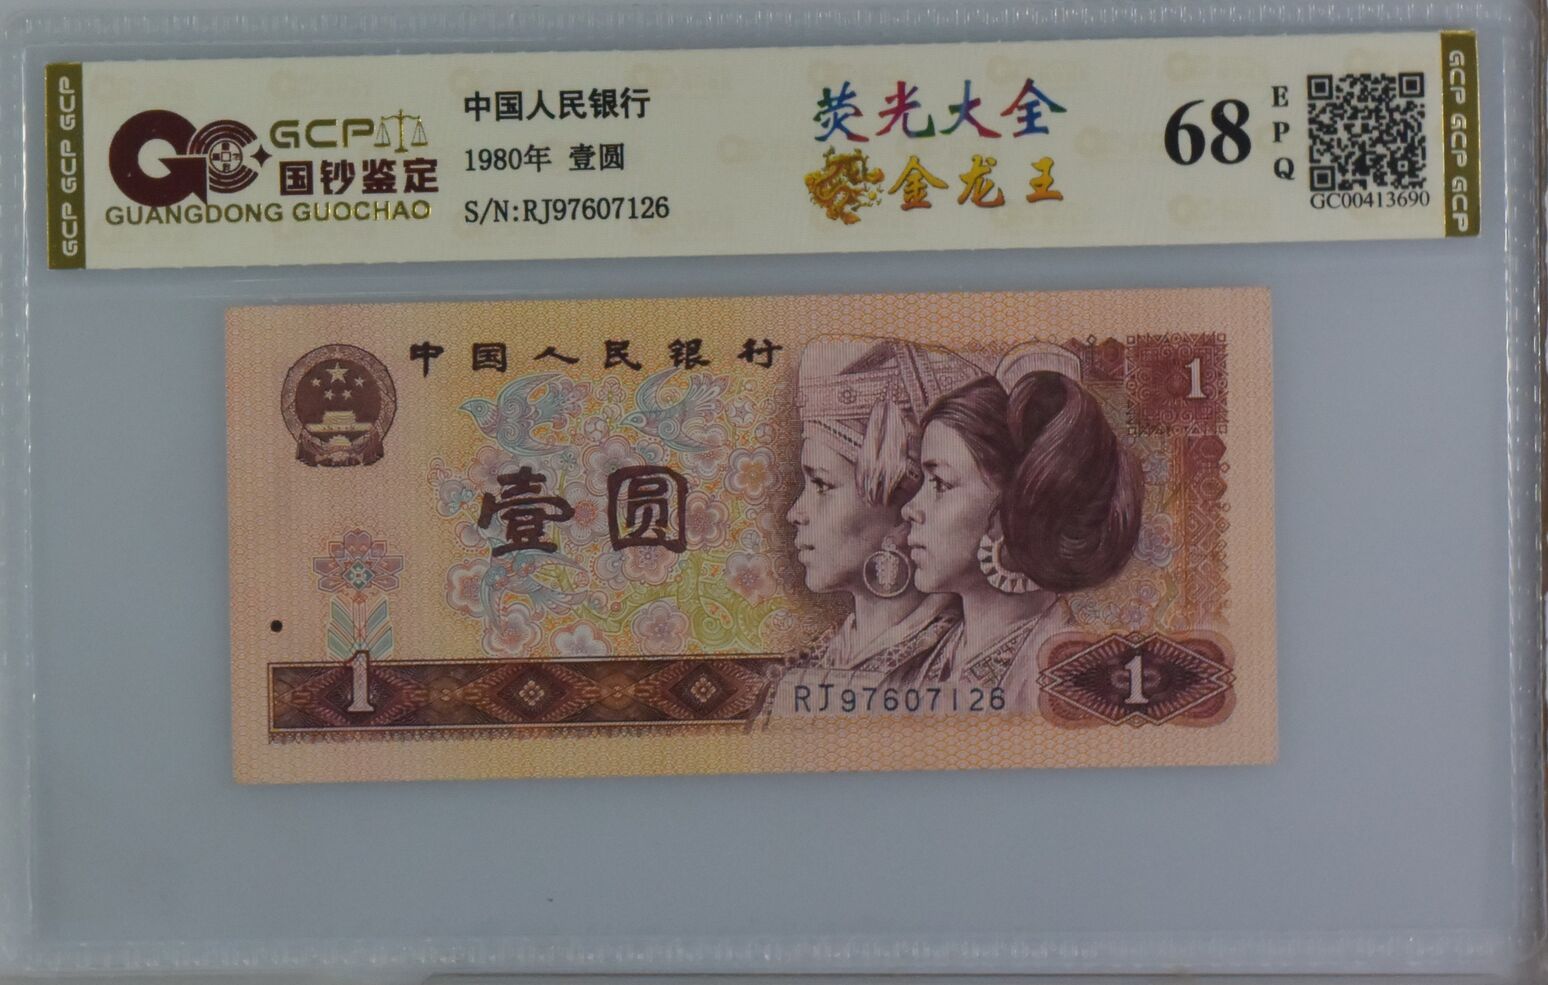 GCP GCP GCP
GCP
国钞鉴定
GUANGDONG GUOCHAO
中国人民银行
1980年 壹圆
S/N:RJ97607126
荧光大全
金龙王
68
EPQ
GC00413690
GCP GCP GCP
中国人民银行
1
壹圆
1
RJ97607126
1